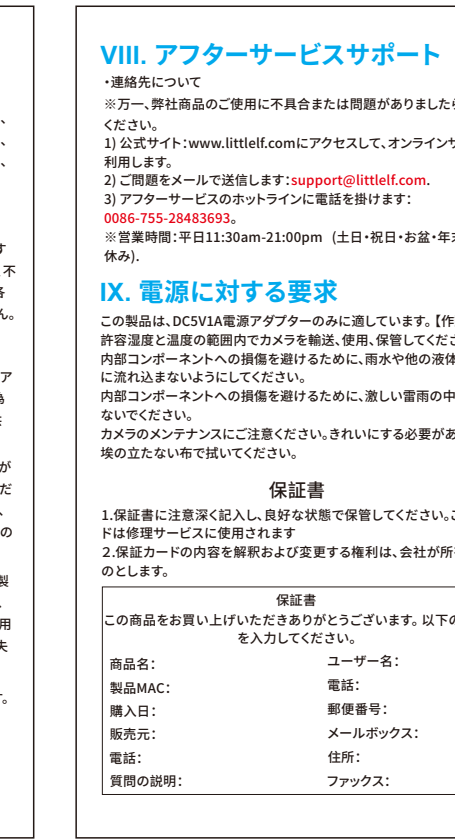 、
、
、
す
不
各
ん。
ア
が
だ
、
の
製
用
失
す。
VIII. アフターサービスサポート
・連絡先について
※万一、弊社商品のご使用に不具合または問題がありましたら
ください。
1) 公式サイト：www.littlelf.comにアクセスして、オンラインサ
利用します。
2) ご問題をメールで送信します：support@littlelf.com.
3) アフターサービスのホットラインに電話を掛けます：
0086-755-28483693。
※営業時間：平日11:30am-21:00pm (土日・祝日・お盆・年末
休み).
IX. 電源に対する要求
この製品は、DC5V1A電源アダプターのみに適しています。【作
許容湿度と温度の範囲内でカメラを輸送、使用、保管してくださ
内部コンポーネントへの損傷を避けるために、雨水や他の液体
に流れ込まないようにしてください。
内部コンポーネントへの損傷を避けるために、激しい雷雨の中
ないでください。
カメラのメンテナンスにご注意ください。きれいにする必要があ
埃の立たない布で拭いてください。
保証書
1.保証書に注意深く記入し、良好な状態で保管してください。こ
ドは修理サービスに使用されます
2.保証カードの内容を解釈および変更する権利は、会社が所
のとします。
保証書
この商品をお買い上げいただきありがとうございます。以下の
を入力してください。
商品名： ユーザー名：
製品MAC： 電話：
購入日： 郵便番号：
販売元： メールボックス：
電話： 住所：
質問の説明： ファックス：